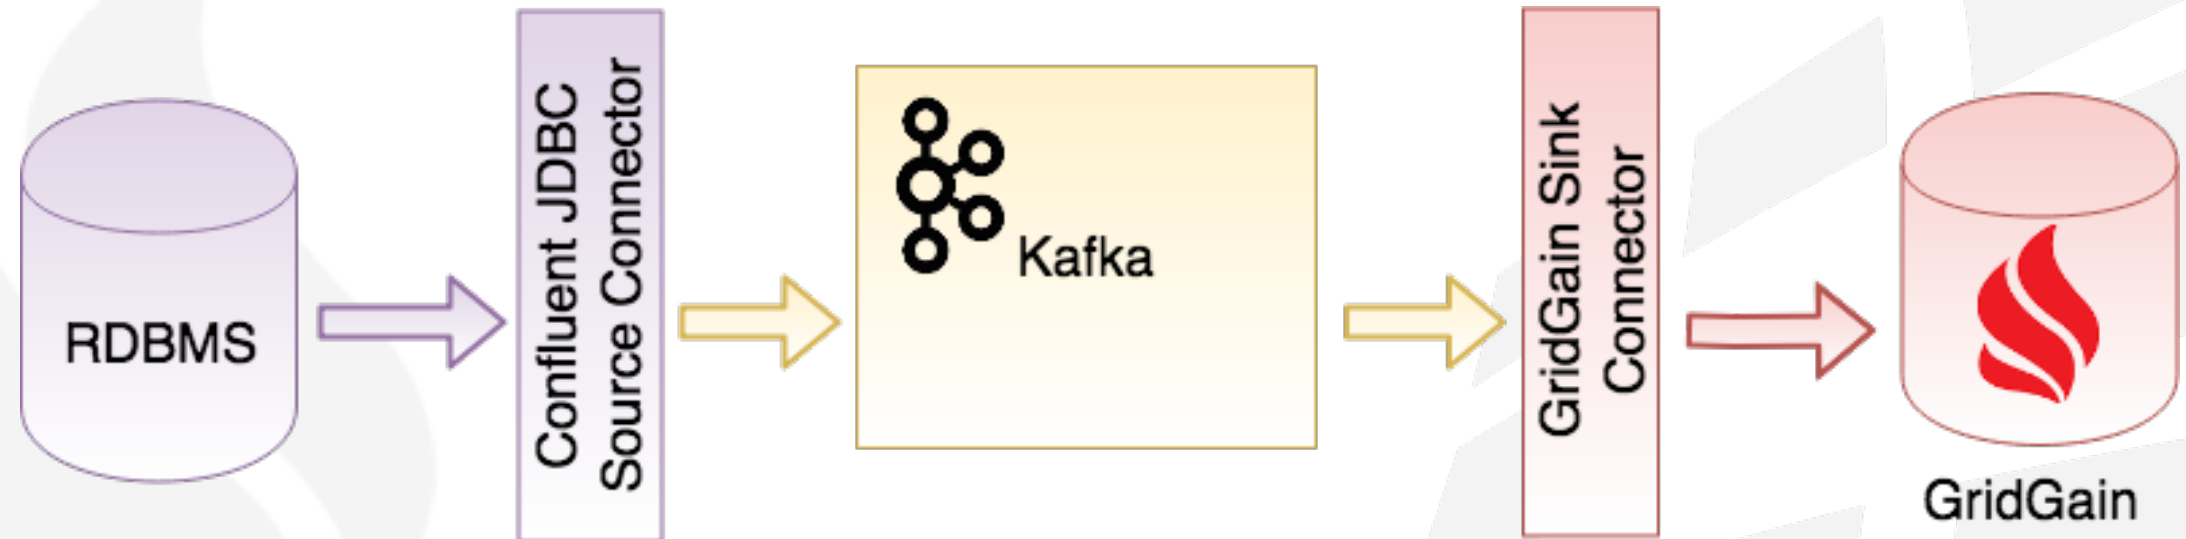 RDBMS
Confluent JDBC
Source Connector
Kafka
GridGain Sink
Connector
GridGain